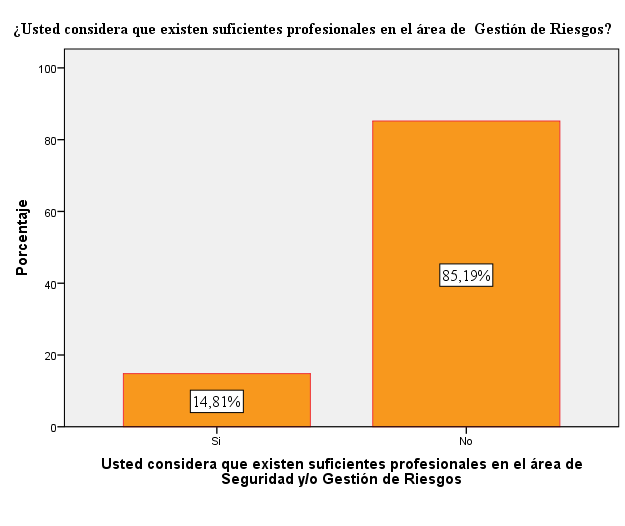 ¿Usted considera que existen suficientes profesionales en el área de  Gestión de Riesgos?
100
80
60
40
20
0
Porcentaje
14,81%
85,19%
Si
No
Usted considera que existen suficientes profesionales en el área de
Seguridad y/o Gestión de Riesgos